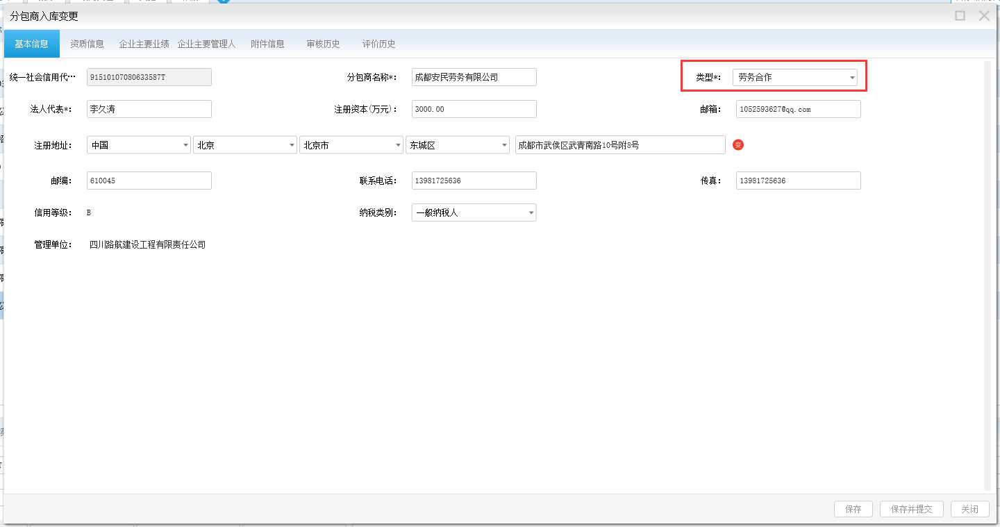 分包商入库变更
基本信息 资质信息 企业主要业绩 企业主要管理人 附件信息 审核历史 评价历史
统一社会信用代… 91510107080633587T 分包商名称*: 成都安民劳务有限公司 类型*: 劳务合作
法人代表*: 李久涛 注册资本(万元): 3000.00 邮箱: 1052593627@qq.com
注册地址: 中国 北京 北京市 东城区 成都市武侯区武青南路10号附8号 变
邮编: 610045 联系电话: 13981725636 传真: 13981725636
信用等级: B 纳税类别: 一般纳税人
管理单位: 四川路航建设工程有限责任公司
保存 保存并提交 关闭